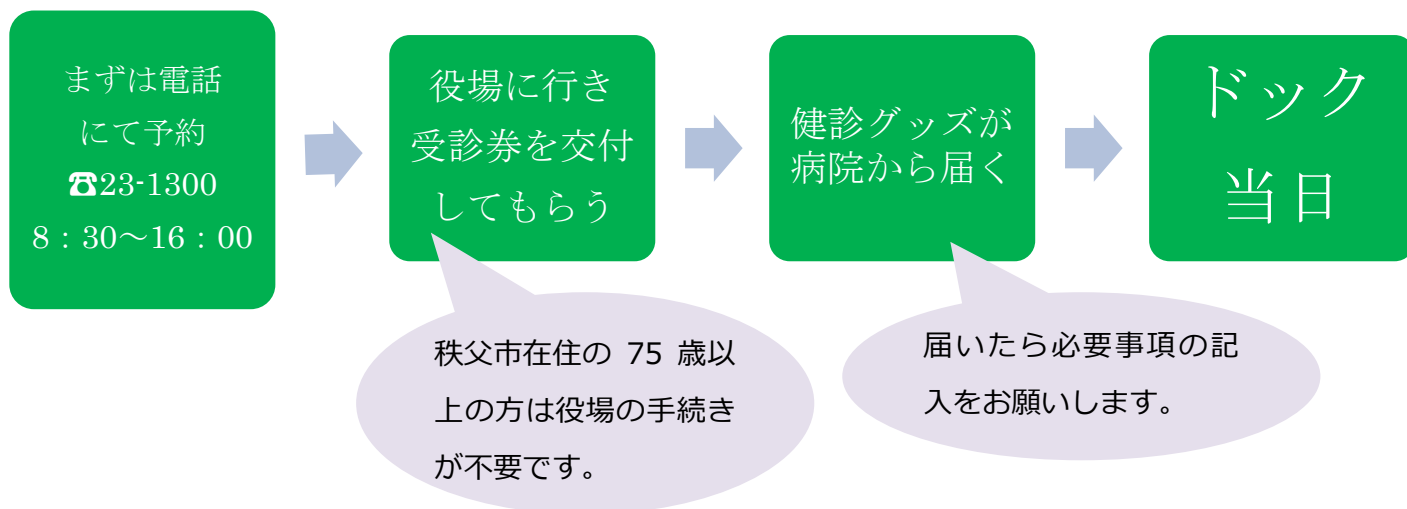 まずは電話
にて予約
☎23-1300
8：30～16：00
役場に行き
受診券を交付
してもらう
健診グッズが
病院から届く
ドック
当日
秩父市在住の 75 歳以
上の方は役場の手続き
が不要です。
届いたら必要事項の記
入をお願いします。